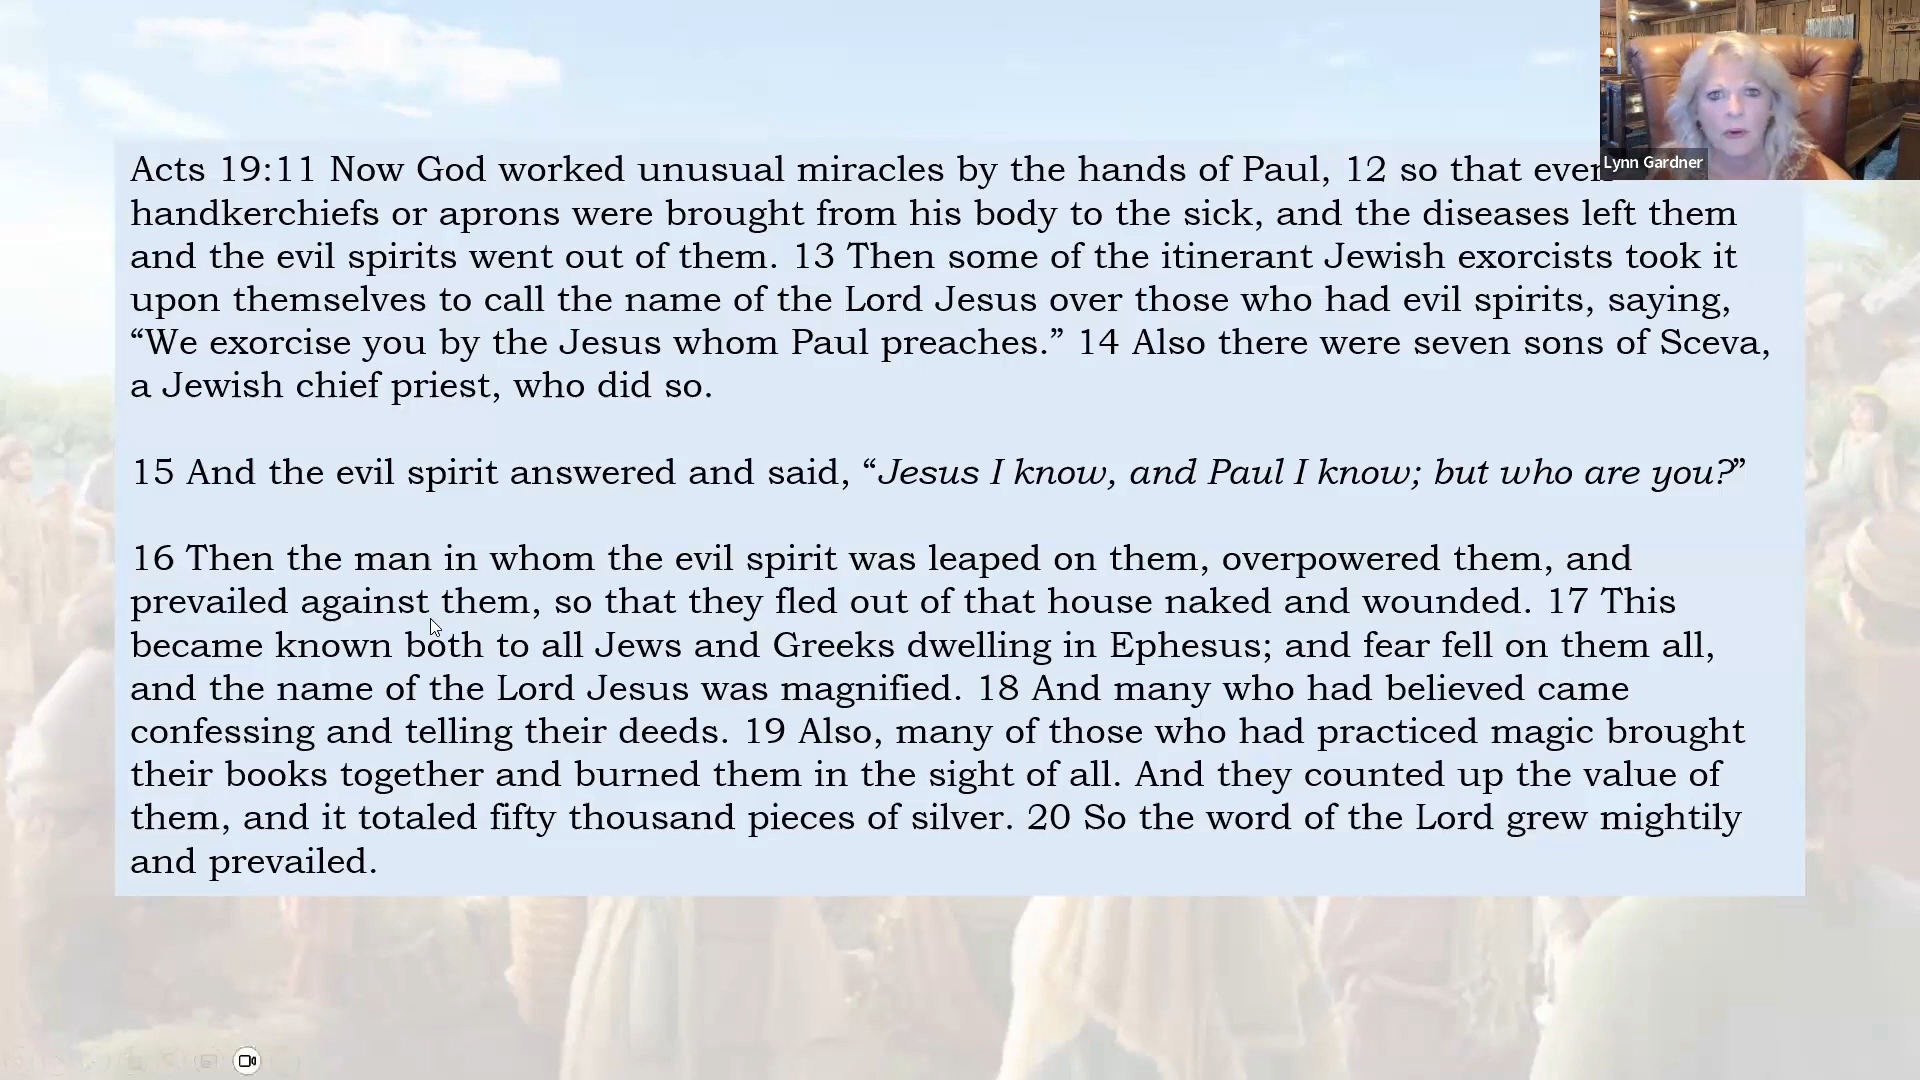 Acts 19:11 Now God worked unusual miracles by the hands of Paul, 12 so that even
Lynn Gardner
handkerchiefs or aprons were brought from his body to the sick, and the diseases left them
and the evil spirits went out of them. 13 Then some of the itinerant Jewish exorcists took it
upon themselves to call the name of the Lord Jesus over those who had evil spirits, saying,
“We exorcise you by the Jesus whom Paul preaches.” 14 Also there were seven sons of Sceva,
a Jewish chief priest, who did so.
15 And the evil spirit answered and said, “Jesus I know, and Paul I know; but who are you?”
16 Then the man in whom the evil spirit was leaped on them, overpowered them, and
prevailed against them, so that they fled out of that house naked and wounded. 17 This
became known both to all Jews and Greeks dwelling in Ephesus; and fear fell on them all,
and the name of the Lord Jesus was magnified. 18 And many who had believed came
confessing and telling their deeds. 19 Also, many of those who had practiced magic brought
their books together and burned them in the sight of all. And they counted up the value of
them, and it totaled fifty thousand pieces of silver. 20 So the word of the Lord grew mightily
and prevailed.